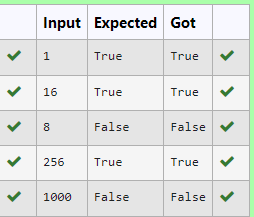 Input Expected Got
1 True True
16 True True
8 False False
256 True True
1000 False False